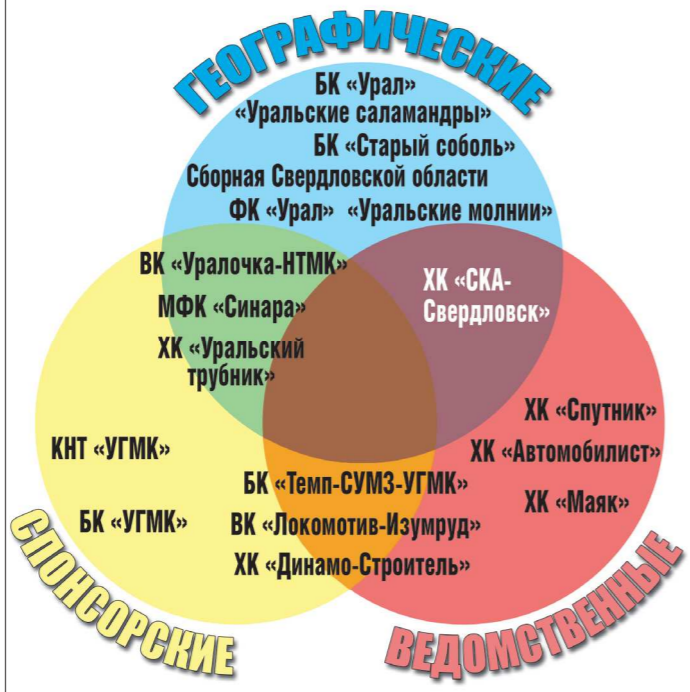 ГЕОГРАФИЧЕСКИЕ
БК «Урал»
«Уральские саламандры»
БК «Старый соболь»
Сборная Свердловской области
ФК «Урал» «Уральские молнии»
ВК «Уралочка-НТМК»
МФК «Синара»
ХК «Уральский
трубник»
ХК «СКА-
Свердловск»
ХК «Спутник»
ХК «Автомобилист»
ХК «Маяк»
КНТ «УГМК»
БК «УГМК»
БК «Темп-СУМЗ-УГМК»
ВК «Локомотив-Изумруд»
ХК «Динамо-Строитель»
СПОНСОРСКИЕ
ВЕДОМСТВЕННЫЕ